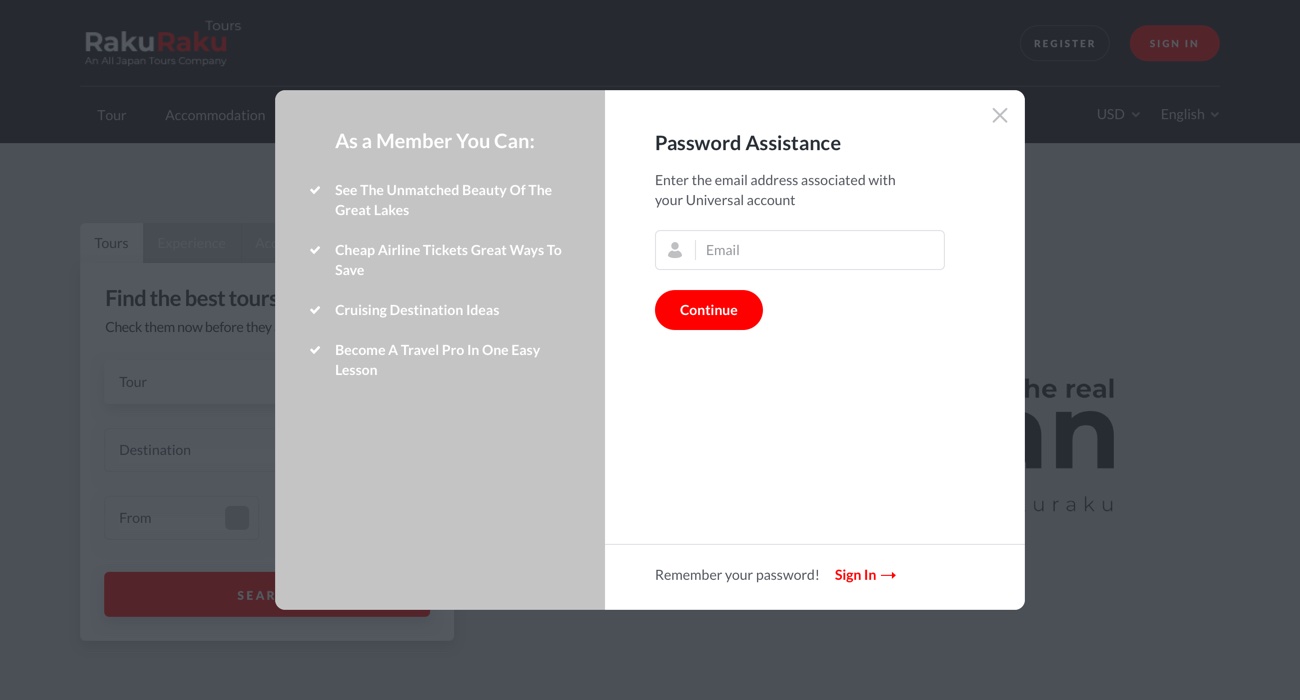 Tours
RakuRaku
An All Japan Tours Company
REGISTER
SIGN IN
Tour
Accommodation
USD
English
As a Member You Can:
See The Unmatched Beauty Of The
Great Lakes
Cheap Airline Tickets Great Ways To
Save
Cruising Destination Ideas
Become A Travel Pro In One Easy
Lesson
Password Assistance
Enter the email address associated with
your Universal account
Email
Continue
Remember your password!
Sign In
Tours
Experience
Find the best tours
Check them now before they
Tour
Destination
From
SEAR
he real
an
uraku